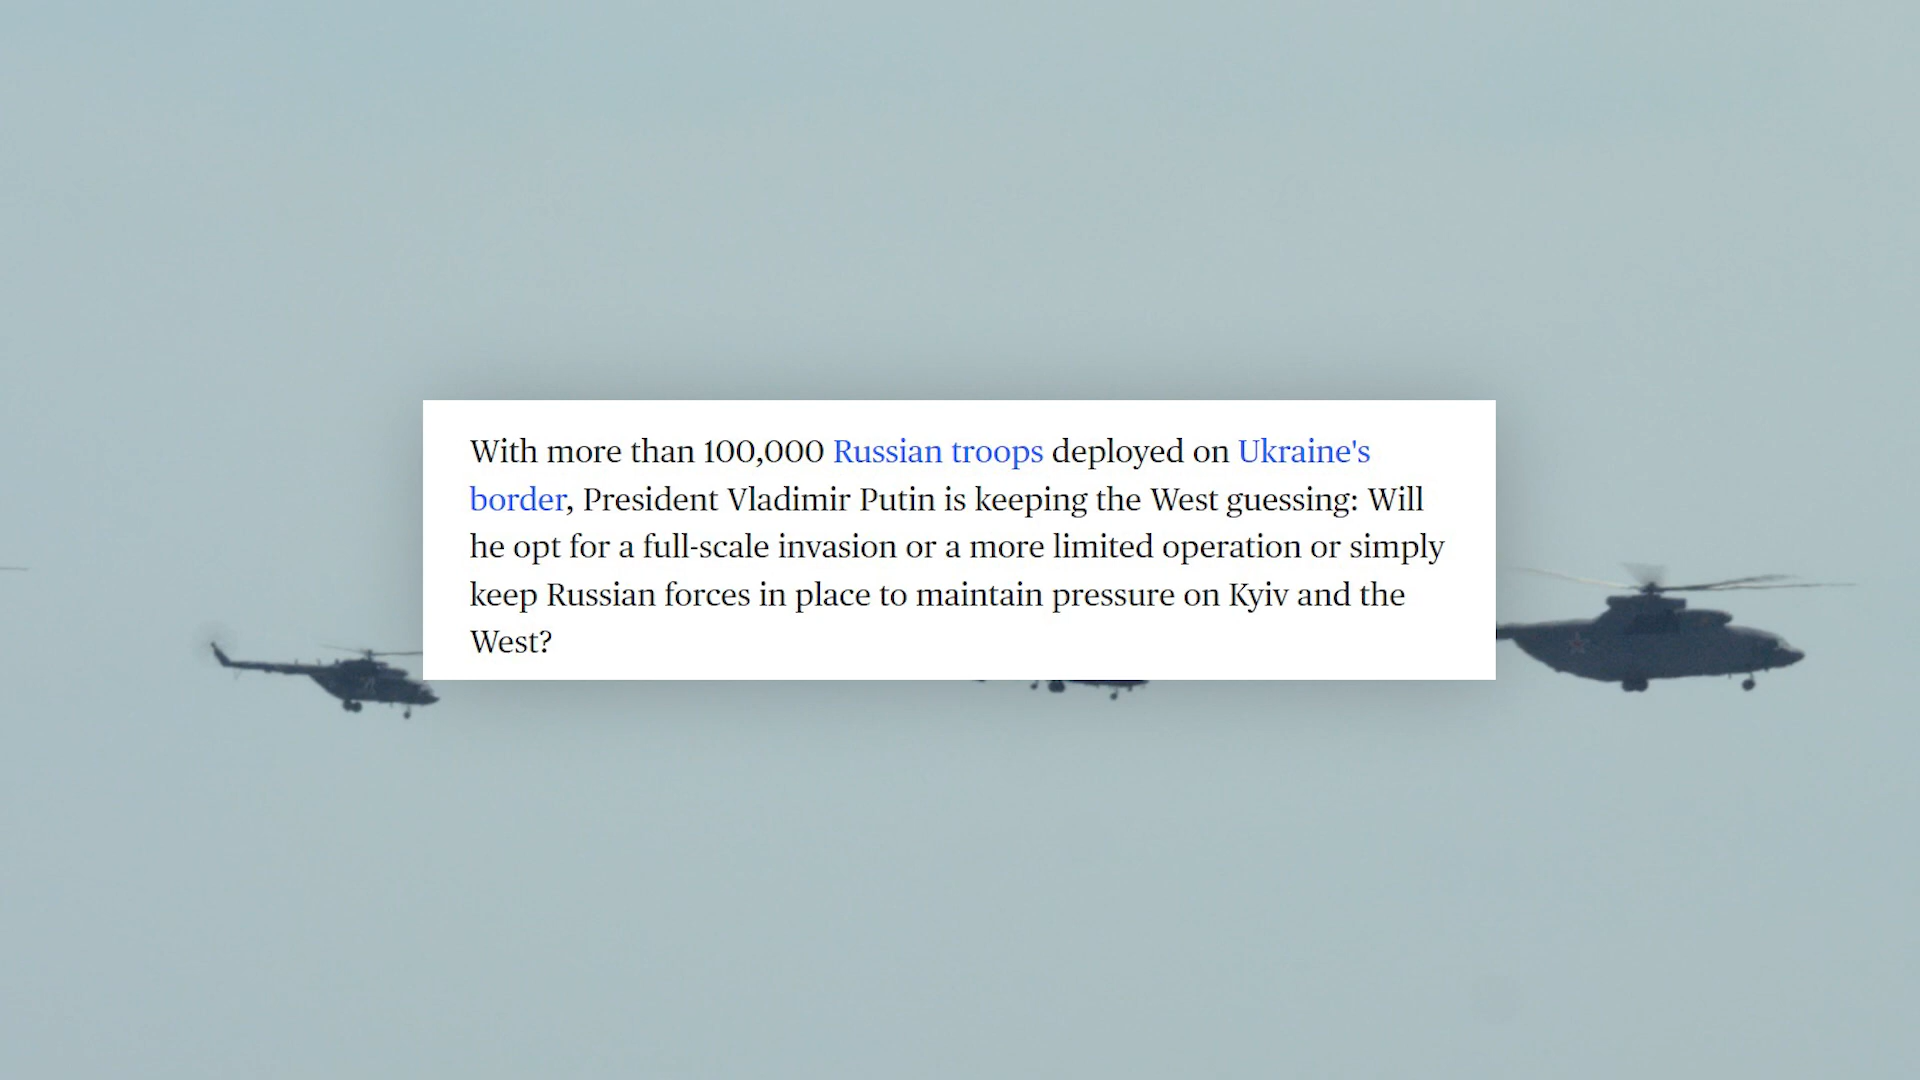 With more than 100,000 Russian troops deployed on Ukraine's
border, President Vladimir Putin is keeping the West guessing: Will
he opt for a full-scale invasion or a more limited operation or simply
keep Russian forces in place to maintain pressure on Kyiv and the
West?